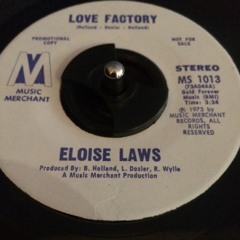 LOVE FACTORY
(Holland - Dozier - Holland)
PROMOTIONAL
COPY
NOT FOR
SALE
M
MUSIC
MERCHANT
STEREO
MS 1013
(73A044A)
Gold Forever
Music (BMI)
Time: 3:24
℗ 1973 by
MUSIC MERCHANT
RECORDS, ALL
RIGHTS
RESERVED
ELOISE LAWS
Produced By: B. Holland, L. Dozier, R. Wylie
A Music Merchant Production